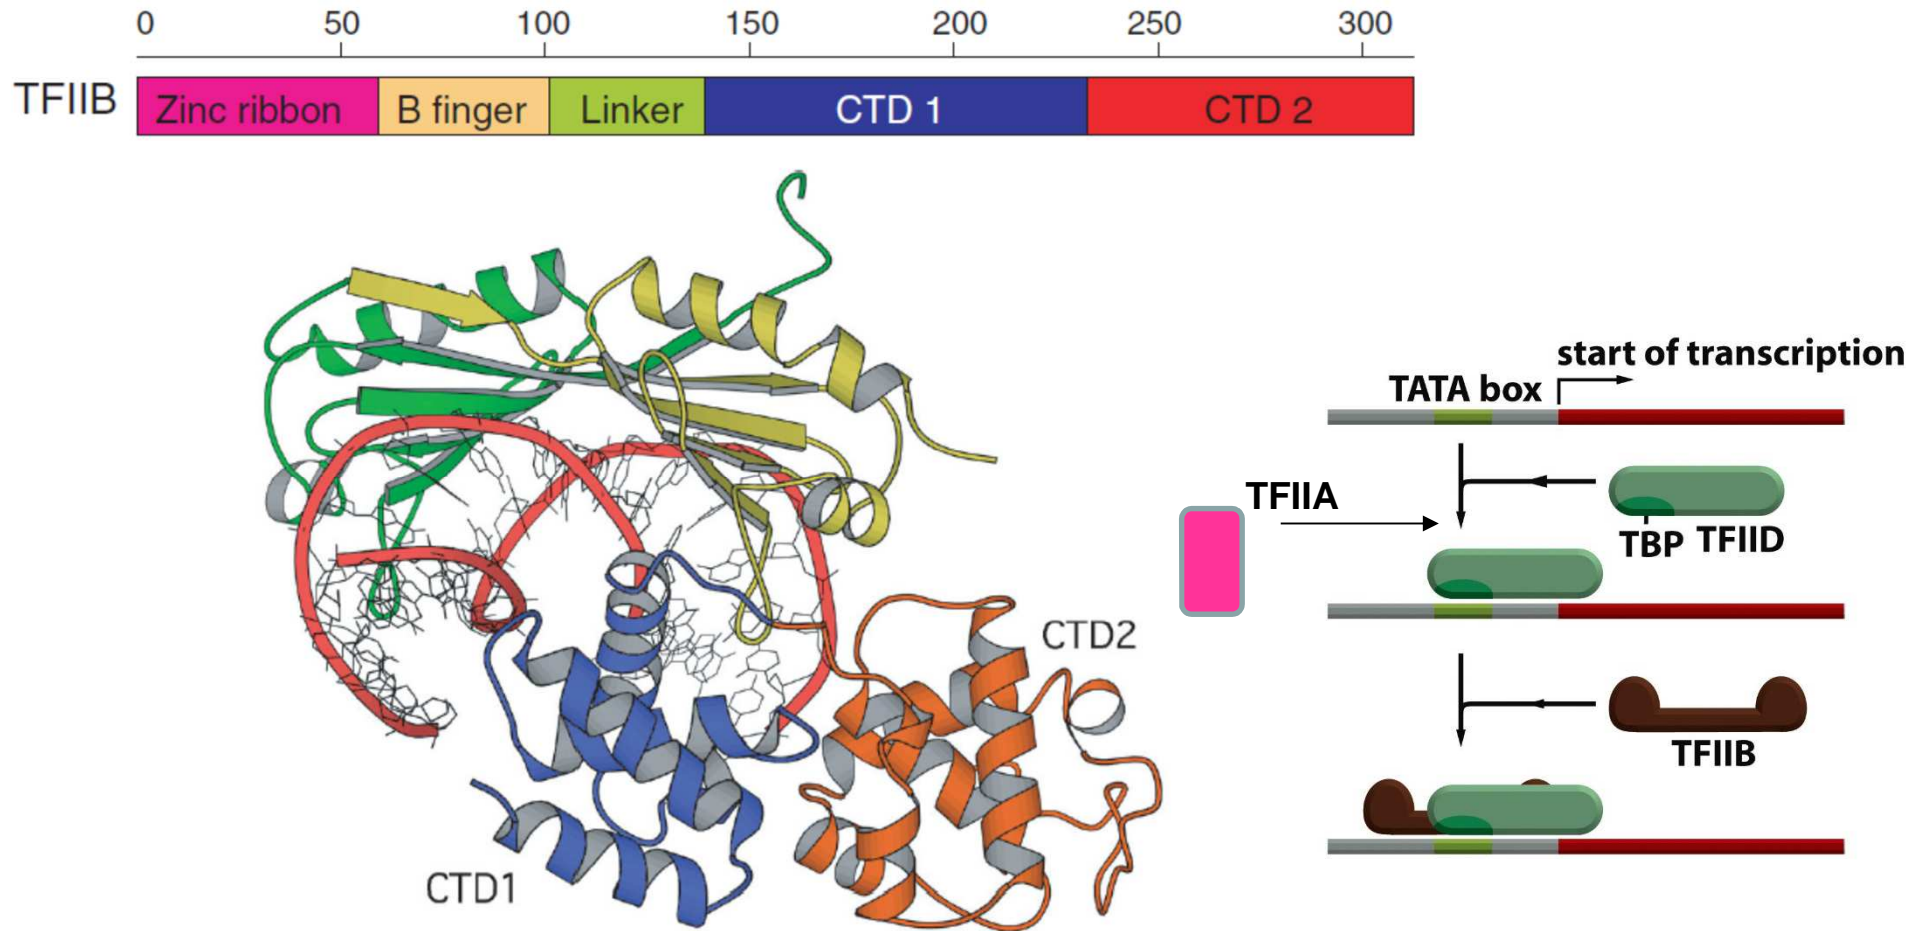 0 50 100 150 200 250 300
TFIIB Zinc ribbon B finger Linker CTD 1 CTD 2
start of transcription
TATA box
TFIIA
TBP TFIID
CTD2
TFIIB
CTD1